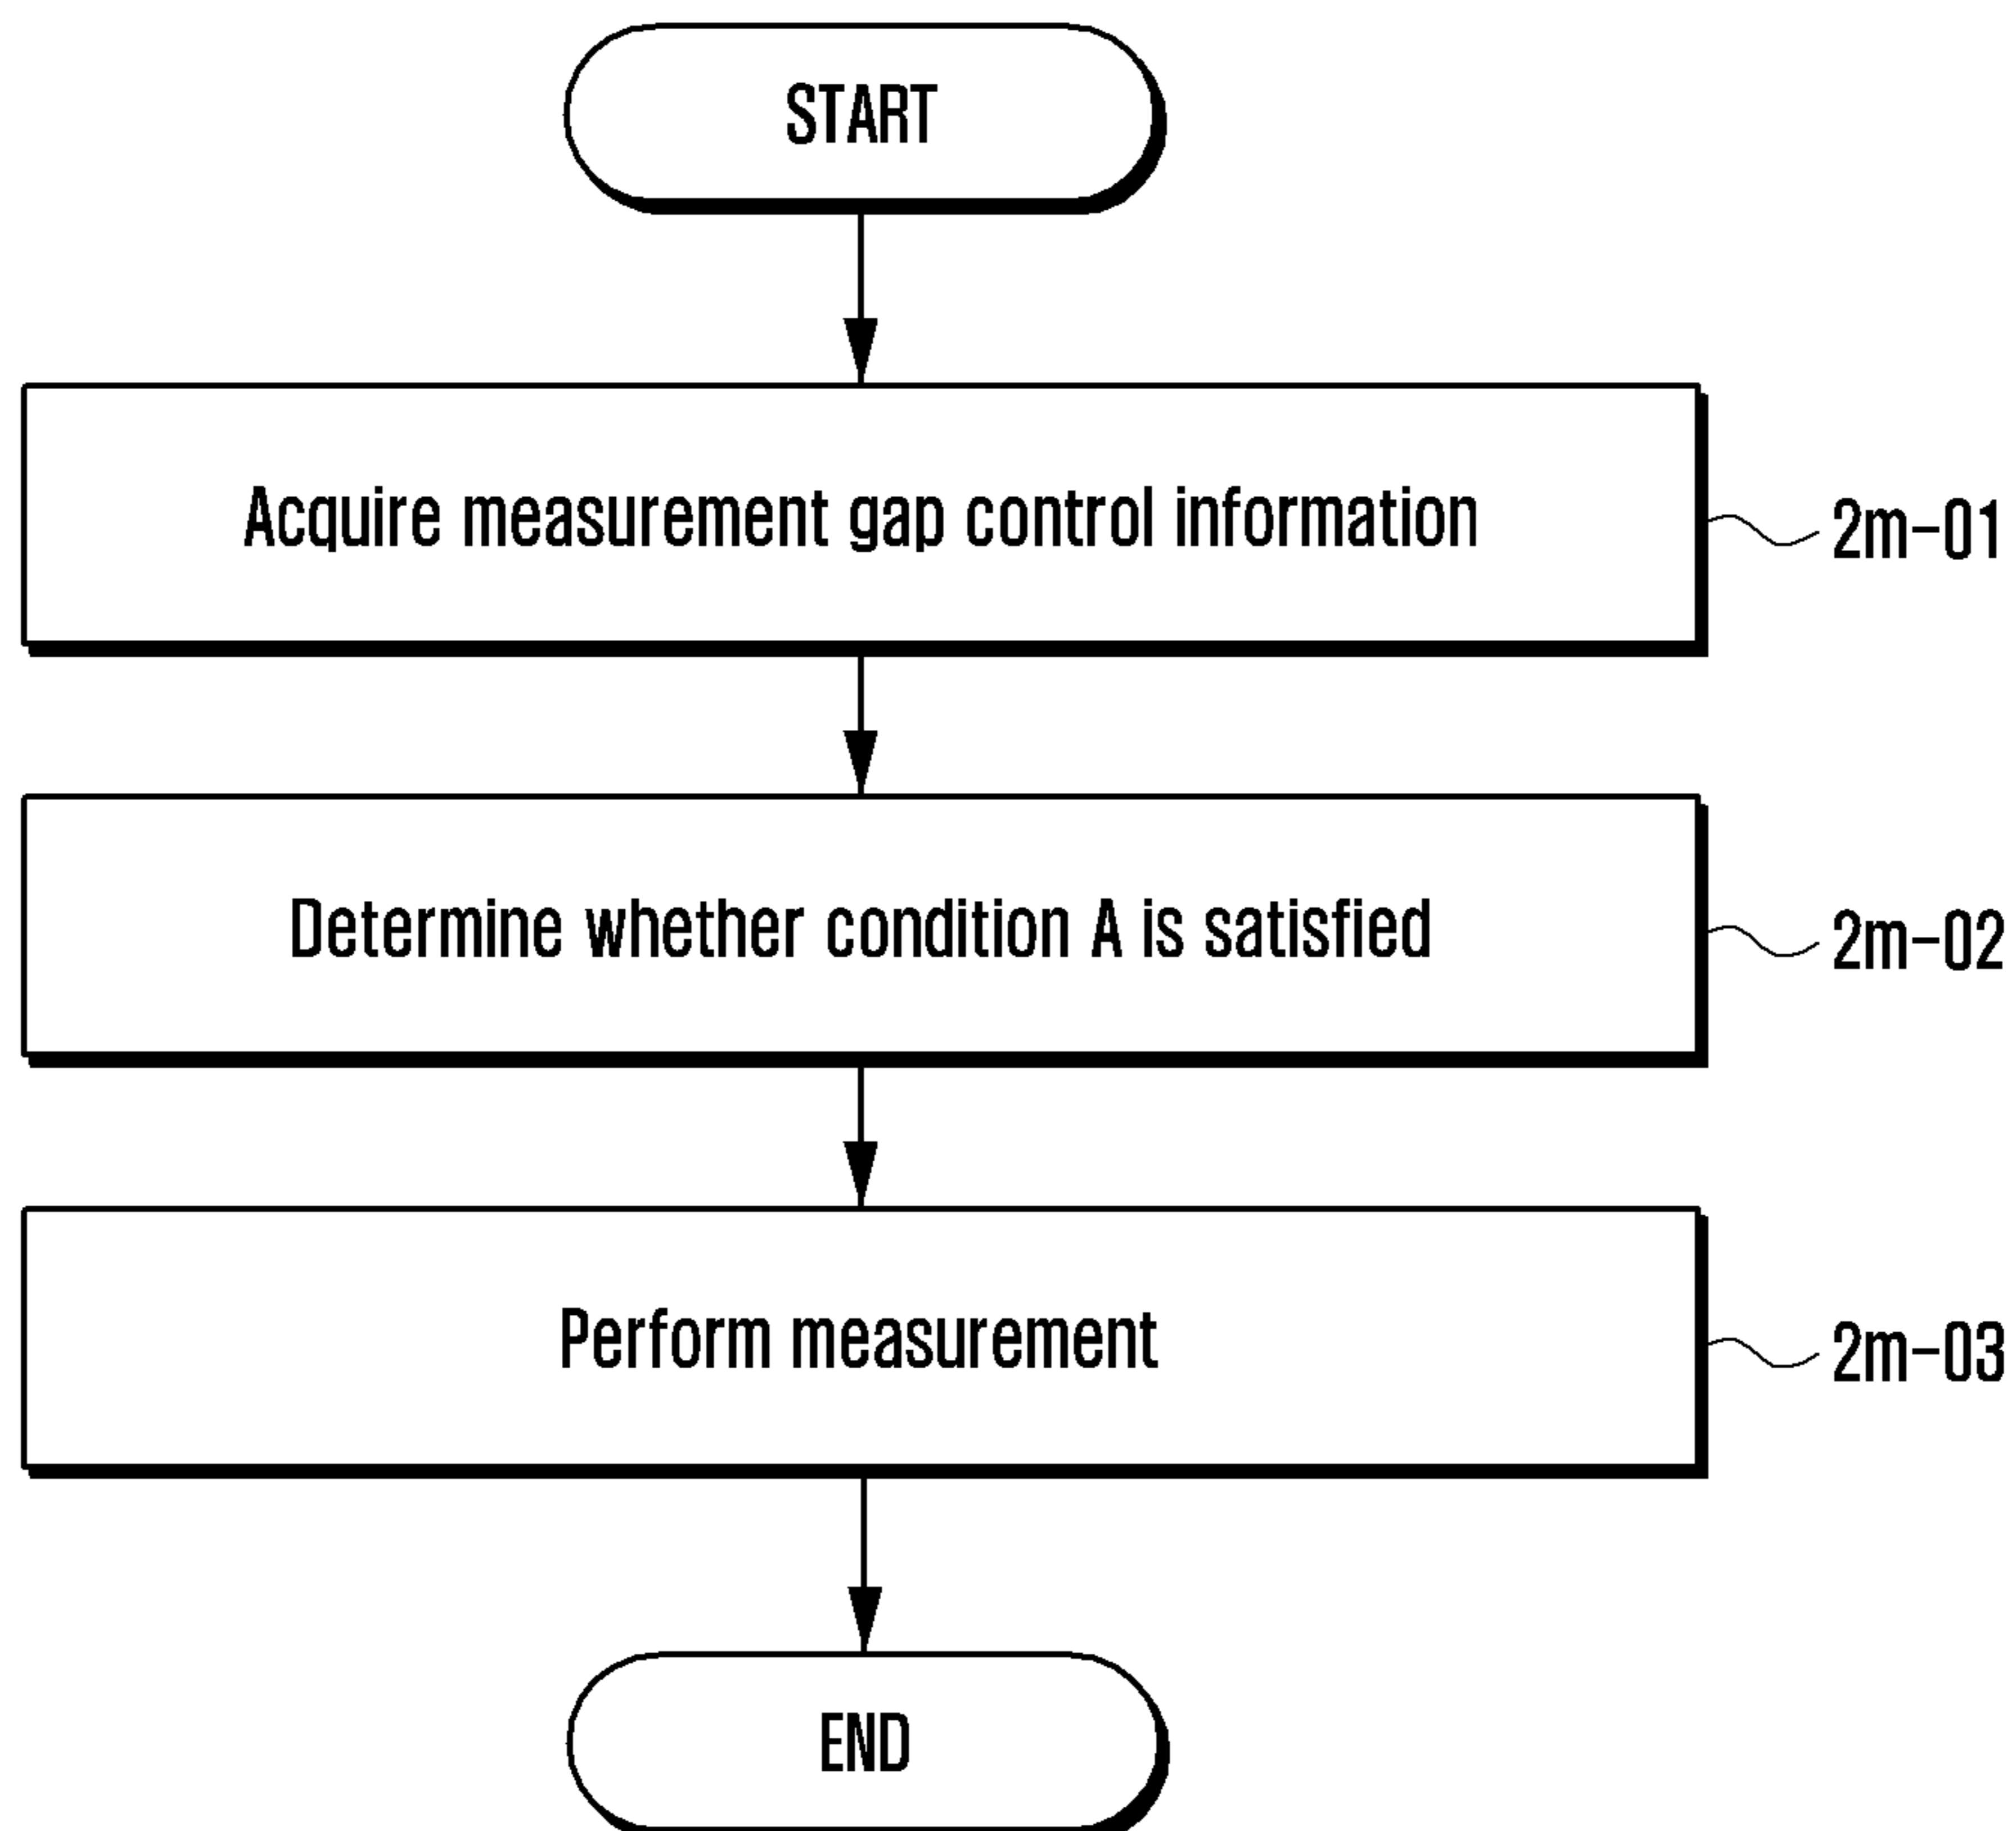 START
Acquire measurement gap control information
2m-01
Determine whether condition A is satisfied
2m-02
Perform measurement
2m-03
END